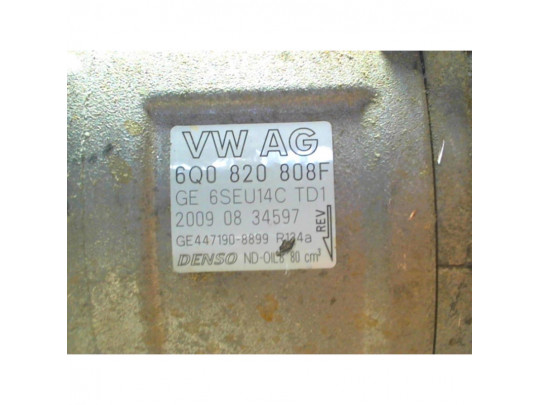 VW AG
6Q0 820 808F
GE 6SEU14C TD1
2009 08 34597
GE447190-8899 R134a
DENSO ND-OIL8 80 cm³
REV